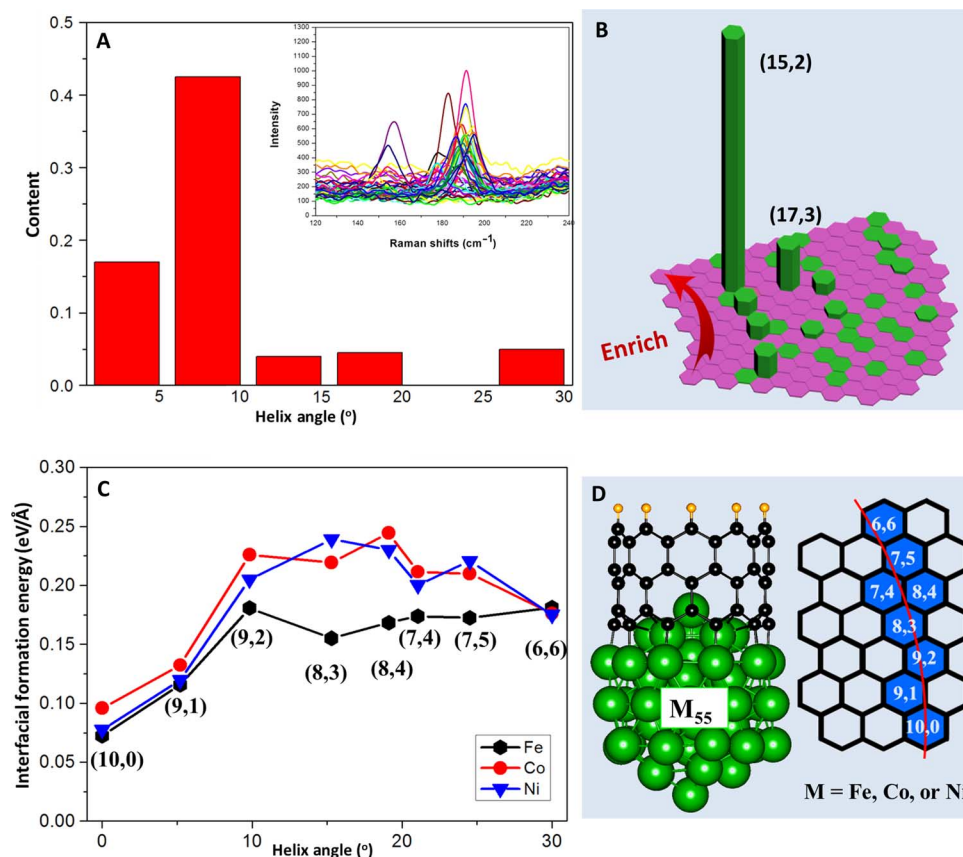 A
0.5
0.4
0.3
0.2
0.1
0.0
Content
5 10 15 20 25 30
Helix angle (º)
1300
1200
1100
1000
900
800
700
600
500
400
300
200
100
0
Intensity
120 140 160 180 200 220 240
Raman shifts (cm⁻¹)
B
(15,2)
(17,3)
Enrich
C
0.30
0.25
0.20
0.15
0.10
0.05
0.00
Interfacial formation energy (eV/Å)
(10,0)
(9,1)
(9,2)
(8,3)
(8,4)
(7,4)
(7,5)
(6,6)
Fe
Co
Ni
0 10 20 30
Helix angle (º)
D
M₅₅
6,6
7,5
7,4 8,4
8,3
9,2
9,1
10,0
M = Fe, Co, or Ni